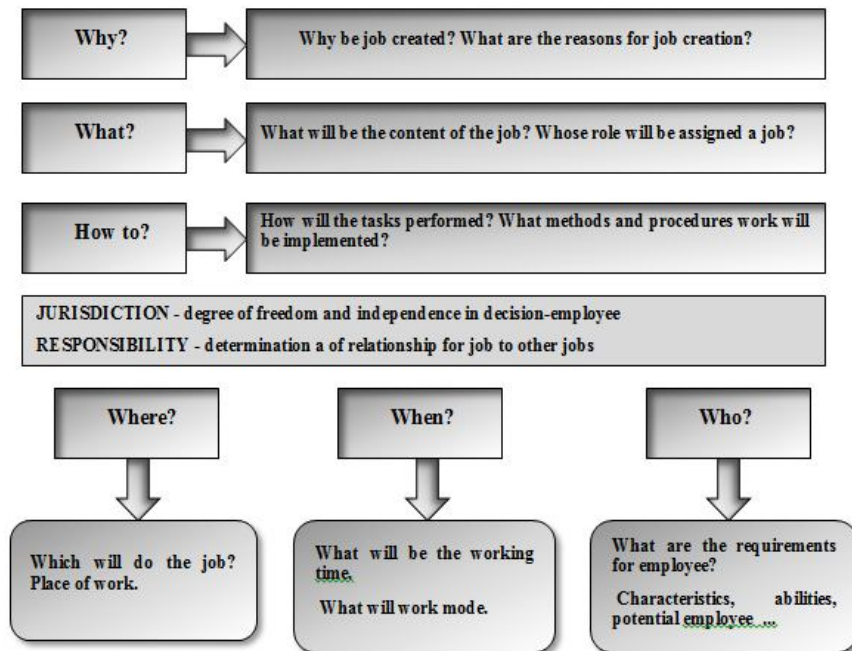 Why?
Why be job created? What are the reasons for job creation?
What?
What will be the content of the job? Whose role will be assigned a job?
How to?
How will the tasks performed? What methods and procedures work will
be implemented?
JURISDICTION - degree of freedom and independence in decision-employee
RESPONSIBILITY - determination a of relationship for job to other jobs
Where?
Which will do the job?
Place of work.
When?
What will be the working
time.
What will work mode.
Who?
What are the requirements
for employee?
Characteristics, abilities,
potential employee ...